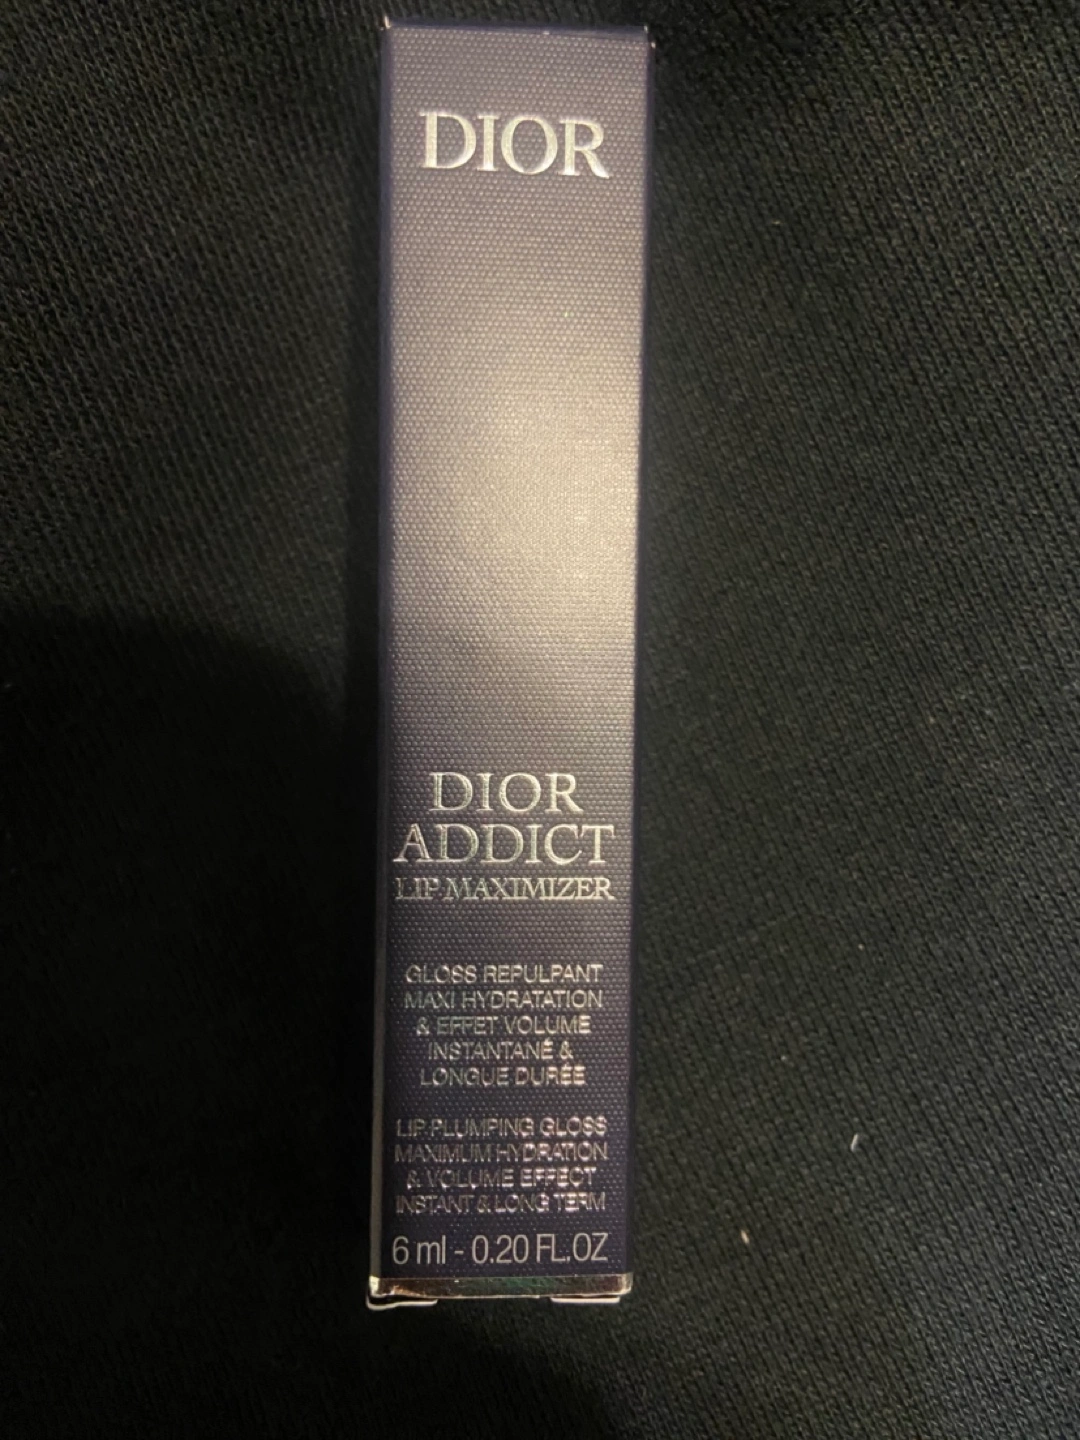 DIOR
DIOR
ADDICT
LIP MAXIMIZER
GLOSS REPULPANT
MAXI HYDRATATION
& EFFET VOLUME
INSTANTANÉ &
LONGUE DURÉE
LIP PLUMPING GLOSS
MAXIMUM HYDRATION
& VOLUME EFFECT
INSTANT & LONG TERM
6 ml - 0.20 FL.OZ